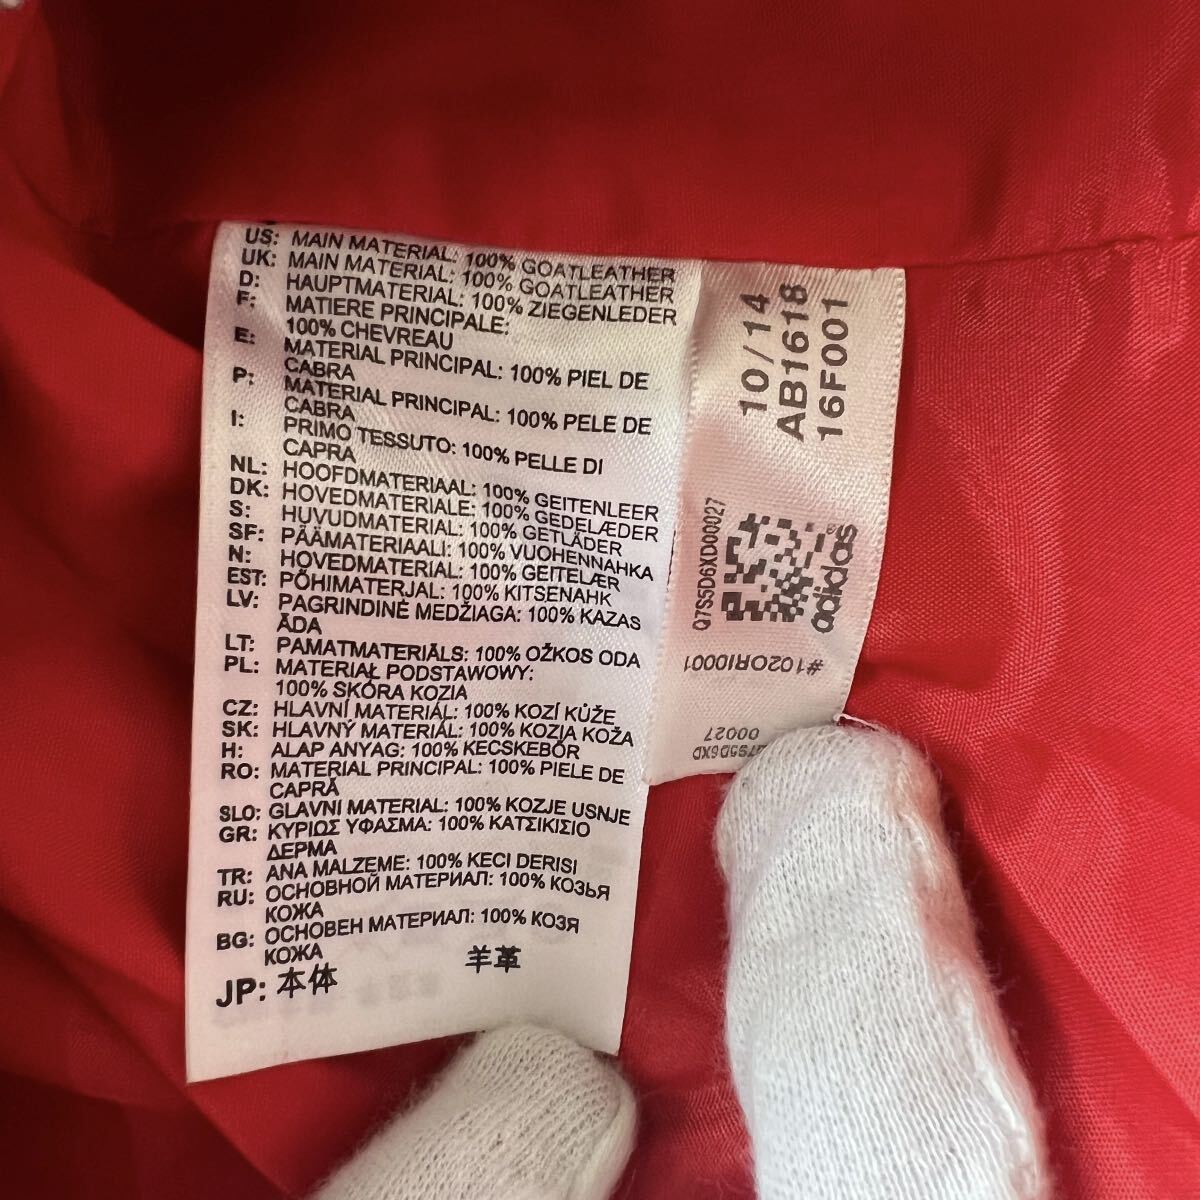 US: MAIN MATERIAL: 100% GOATLEATHER
UK: MAIN MATERIAL: 100% GOATLEATHER
D: HAUPTMATERIAL: 100% ZIEGENLEDER
F: MATIERE PRINCIPALE:
100% CHEVREAU
E: MATERIAL PRINCIPAL: 100% PIEL DE
CABRA
P: MATERIAL PRINCIPAL: 100% PELE DE
CABRA
I: PRIMO TESSUTO: 100% PELLE DI
CAPRA
NL: HOOFDMATERIAAL: 100% GEITENLEER
DK: HOVEDMATERIALE: 100% GEDELÆDER
S: HUVUDMATERIAL: 100% GETLÄDER
SF: PÄÄMATERIAALI: 100% VUOHENNAHKA
N: HOVEDMATERIAL: 100% GEITELÆR
EST: PÕHIMATERJAL: 100% KITSENAHK
LV: PAGRINDINĖ MEDŽIAGA: 100% KAZAS
ĀDA
LT: PAMATMATERIĀLS: 100% OŽKOS ODA
PL: MATERIAŁ PODSTAWOWY:
100% SKÓRA KOZIA
CZ: HLAVNÍ MATERIÁL: 100% KOZÍ KŮŽE
SK: HLAVNÝ MATERIÁL: 100% KOZIA KOŽA
H: ALAP ANYAG: 100% KECSKEBŐR
RO: MATERIAL PRINCIPAL: 100% PIELE DE
CAPRĂ
SLO: GLAVNI MATERIAL: 100% KOZJE USNJE
GR: ΚΥΡΙΩΣ ΥΦΑΣΜΑ: 100% ΚΑΤΣΙΚΙΣΙΟ
ΔΕΡΜΑ
TR: ANA MALZEME: 100% KECI DERISI
RU: ОСНОВНОЙ МАТЕРИАЛ: 100% КОЗЬЯ
КОЖА
BG: ОСНОВЕН МАТЕРИАЛ: 100% КОЗЯ
КОЖА
JP: 本体 羊革
10/14
AB1618
16F001
Q7S5D6XD00027
adidas
#102ORI0001
00027